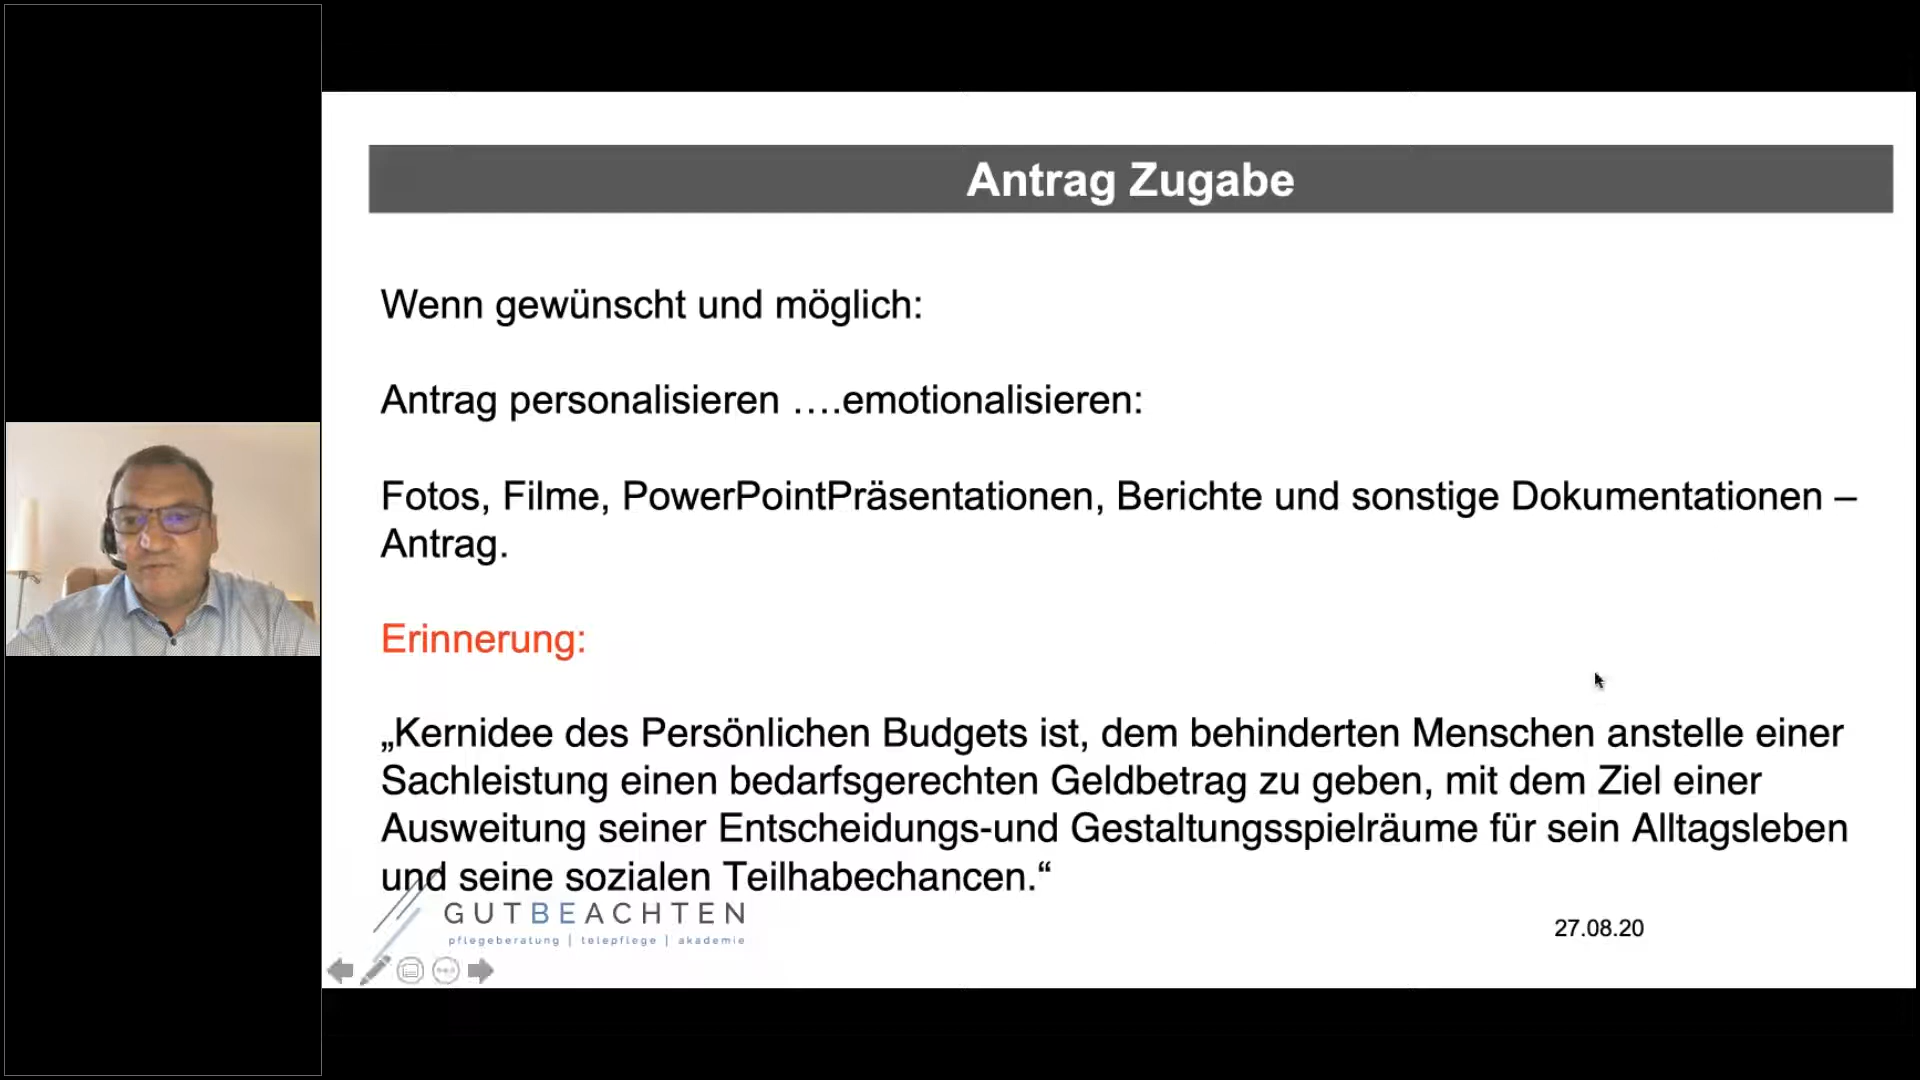 Antrag Zugabe
Wenn gewünscht und möglich:
Antrag personalisieren ….emotionalisieren:
Fotos, Filme, PowerPointPräsentationen, Berichte und sonstige Dokumentationen –
Antrag.
Erinnerung:
„Kernidee des Persönlichen Budgets ist, dem behinderten Menschen anstelle einer
Sachleistung einen bedarfsgerechten Geldbetrag zu geben, mit dem Ziel einer
Ausweitung seiner Entscheidungs-und Gestaltungsspielräume für sein Alltagsleben
und seine sozialen Teilhabechancen.“
GUTBEACHTEN
pflegeberatung | telepflege | akademie
27.08.20